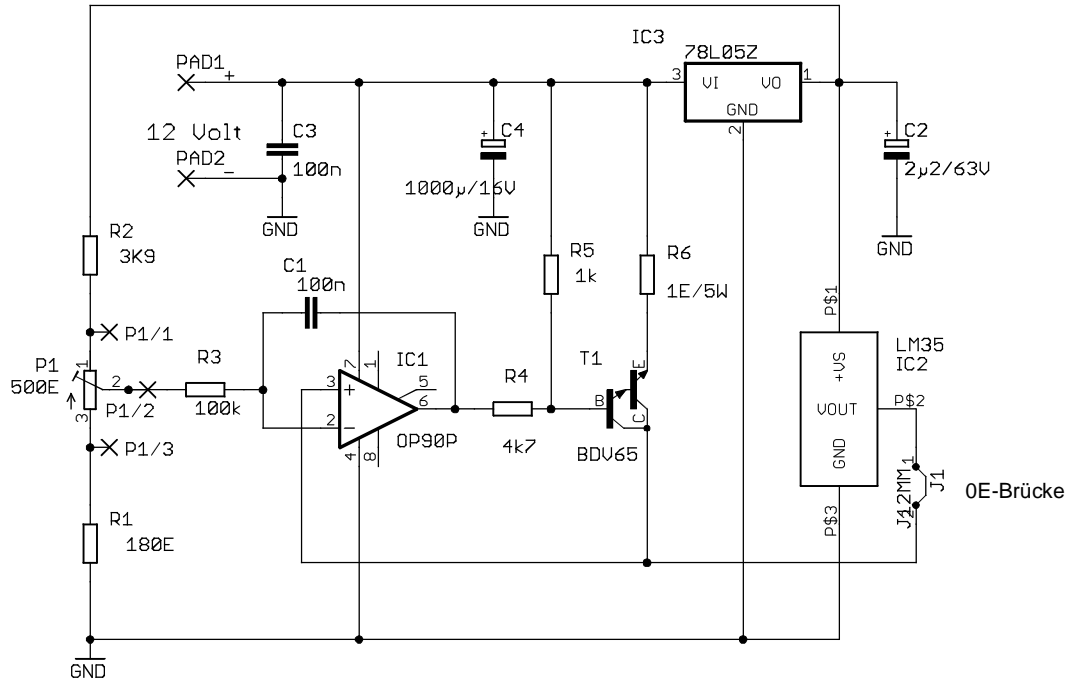 IC3
78L05Z
PAD1
+
3
VI
VO
1
GND
2
12 Volt
C3
100n
PAD2
−
GND
C4
+
1000µ/16V
GND
C2
+
2µ2/63V
GND
R2
3K9
C1
100n
R5
1k
R6
1E/5W
P$1
P1/1
P1
500E
1
2
3
P1/2
P1/3
R3
100k
IC1
7
1
3
+
5
6
2
−
4
8
OP90P
R4
4k7
T1
E
B
C
BDV65
LM35
IC2
+VS
VOUT
GND
P$2
P$3
1
J1
J12MM
2
0E-Brücke
R1
180E
GND